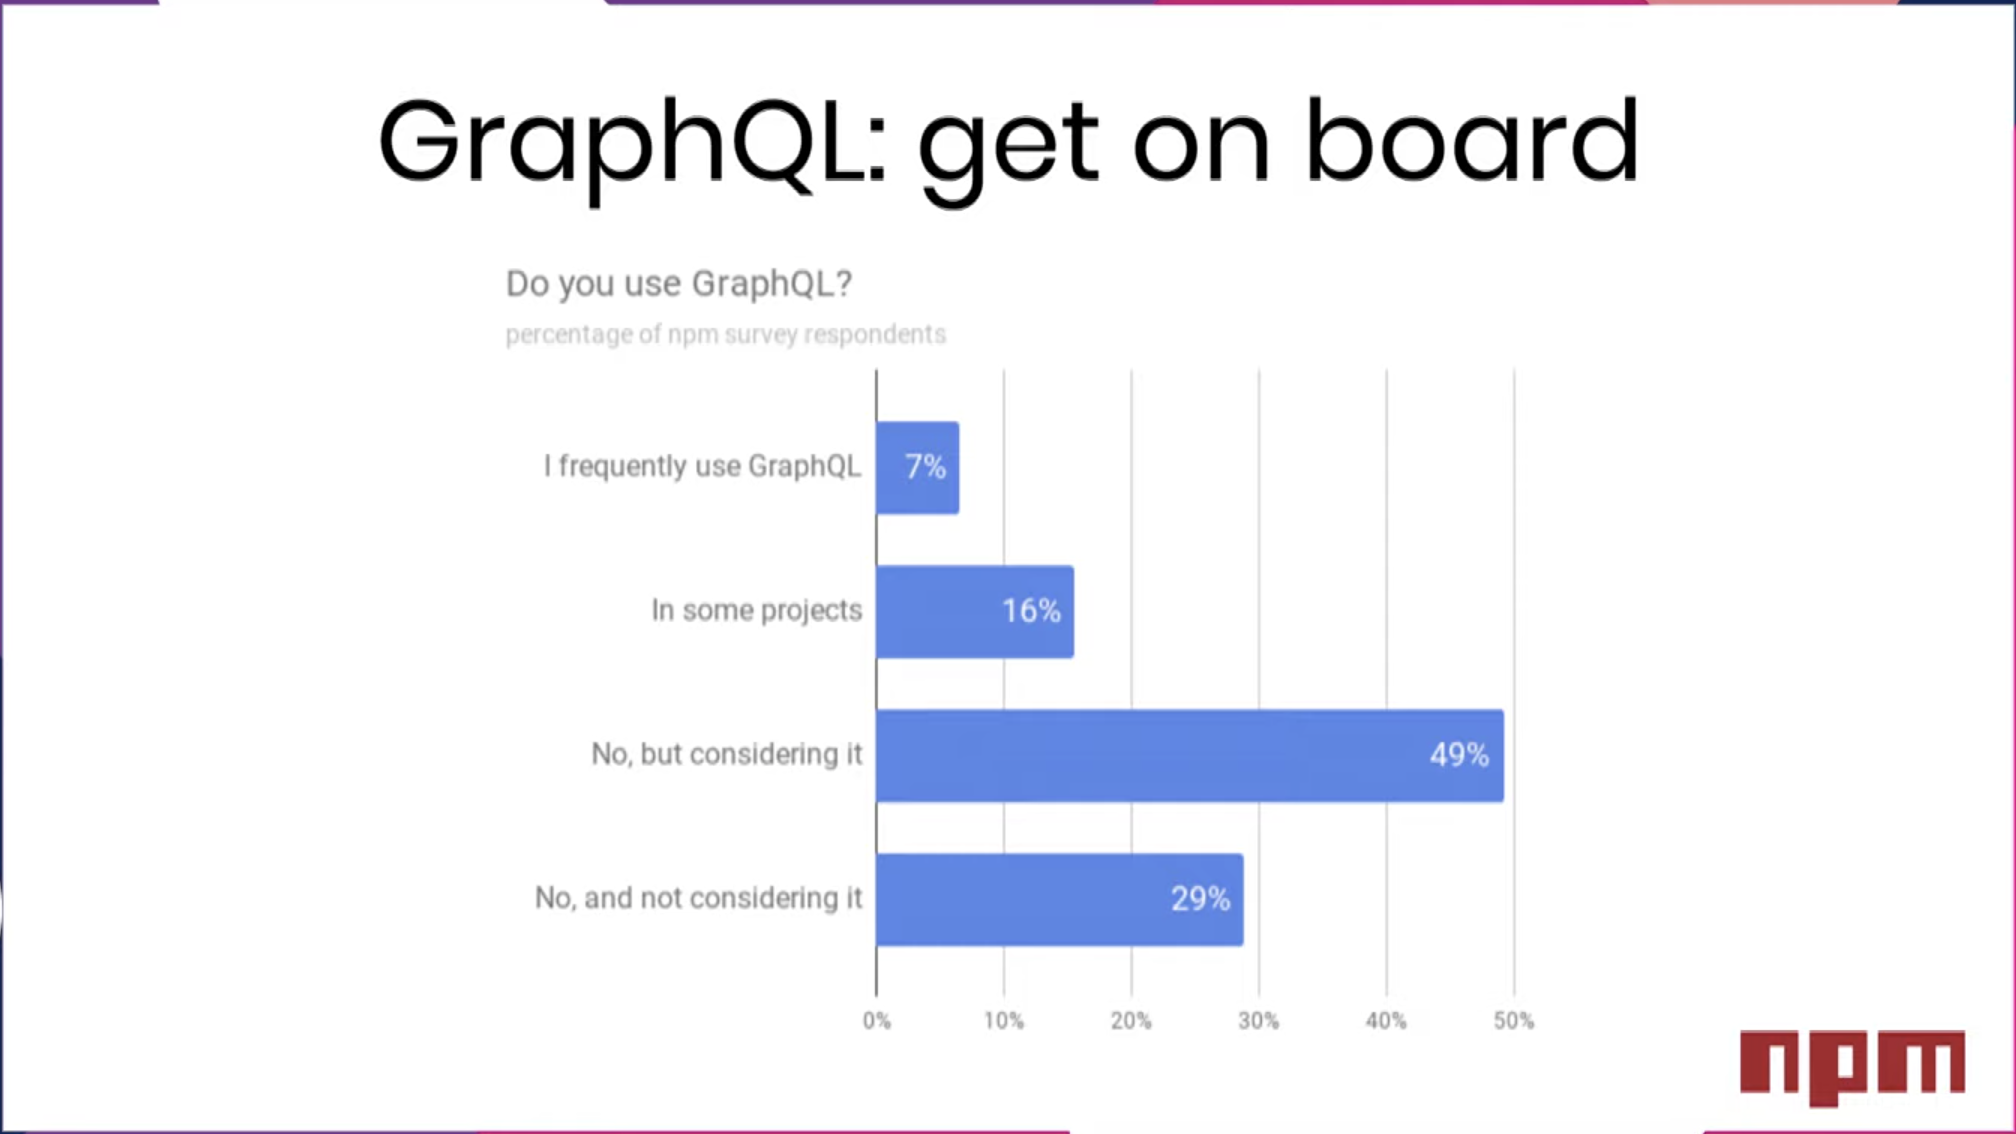 GraphQL: get on board
Do you use GraphQL?
percentage of npm survey respondents
I frequently use GraphQL 7%
In some projects 16%
No, but considering it 49%
No, and not considering it 29%
0% 10% 20% 30% 40% 50%
npm